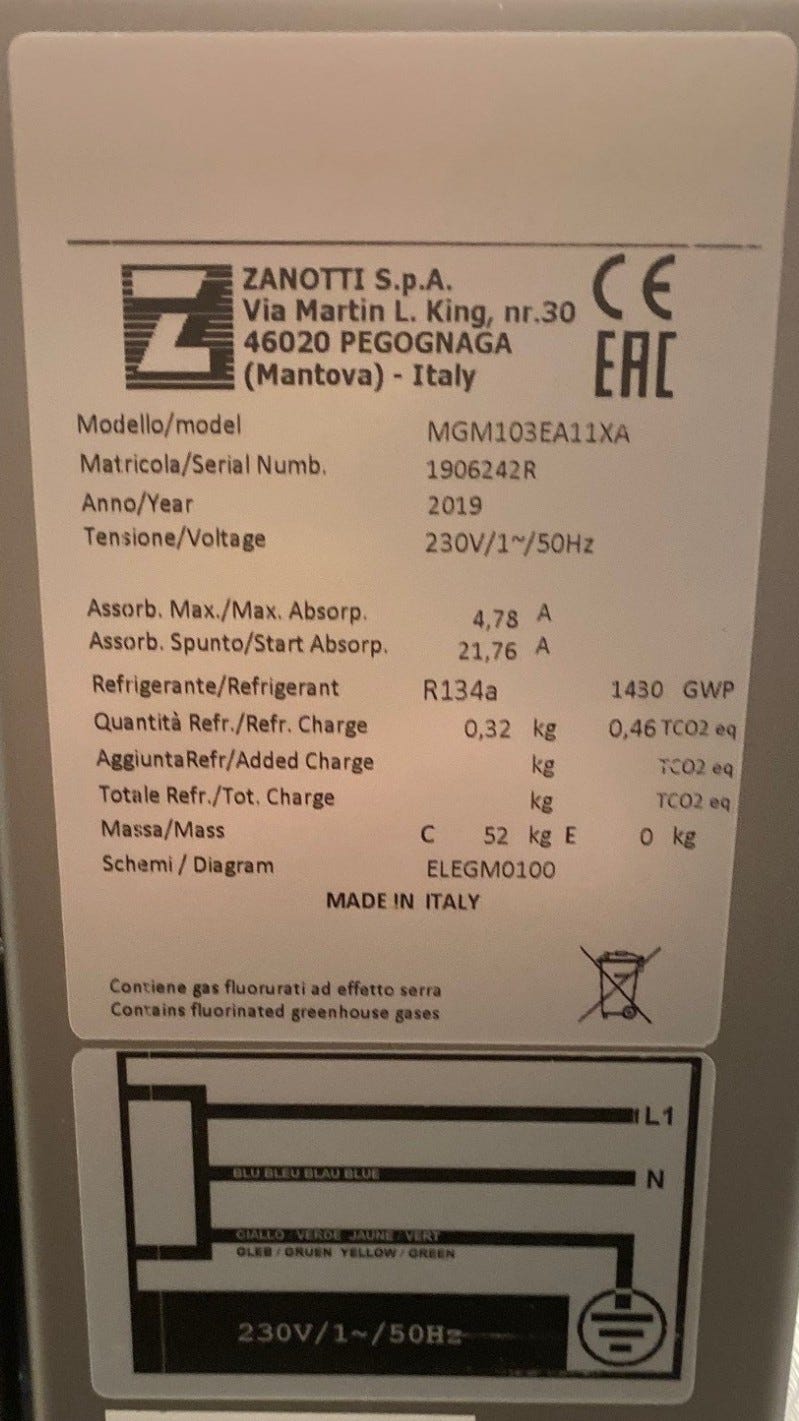 ZANOTTI S.p.A.
Via Martin L. King, nr.30
46020 PEGOGNAGA
(Mantova) - Italy
CE
EAC
Modello/model MGM103EA11XA
Matricola/Serial Numb. 1906242R
Anno/Year 2019
Tensione/Voltage 230V/1~/50Hz
Assorb. Max./Max. Absorp. 4,78 A
Assorb. Spunto/Start Absorp. 21,76 A
Refrigerante/Refrigerant R134a 1430 GWP
Quantità Refr./Refr. Charge 0,32 kg 0,46 TCO2 eq
AggiuntaRefr/Added Charge kg TCO2 eq
Totale Refr./Tot. Charge kg TCO2 eq
Massa/Mass C 52 kg E 0 kg
Schemi / Diagram ELEGM0100
MADE IN ITALY
Contiene gas fluorurati ad effetto serra
Contains fluorinated greenhouse gases
L1
BLU BLEU BLAU BLUE N
GIALLO / VERDE JAUNE / VERT
GLEB / GRUEN YELLOW / GREEN
230V/1~/50Hz